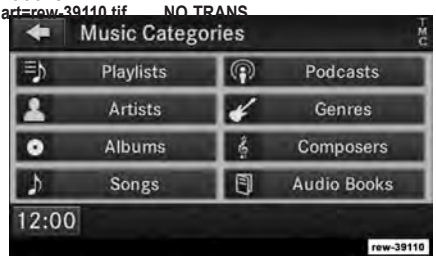 art=rew-39110.tif NO TRANS
Music Categories
TMC
Playlists Podcasts
Artists Genres
Albums Composers
Songs Audio Books
12:00
rew-39110